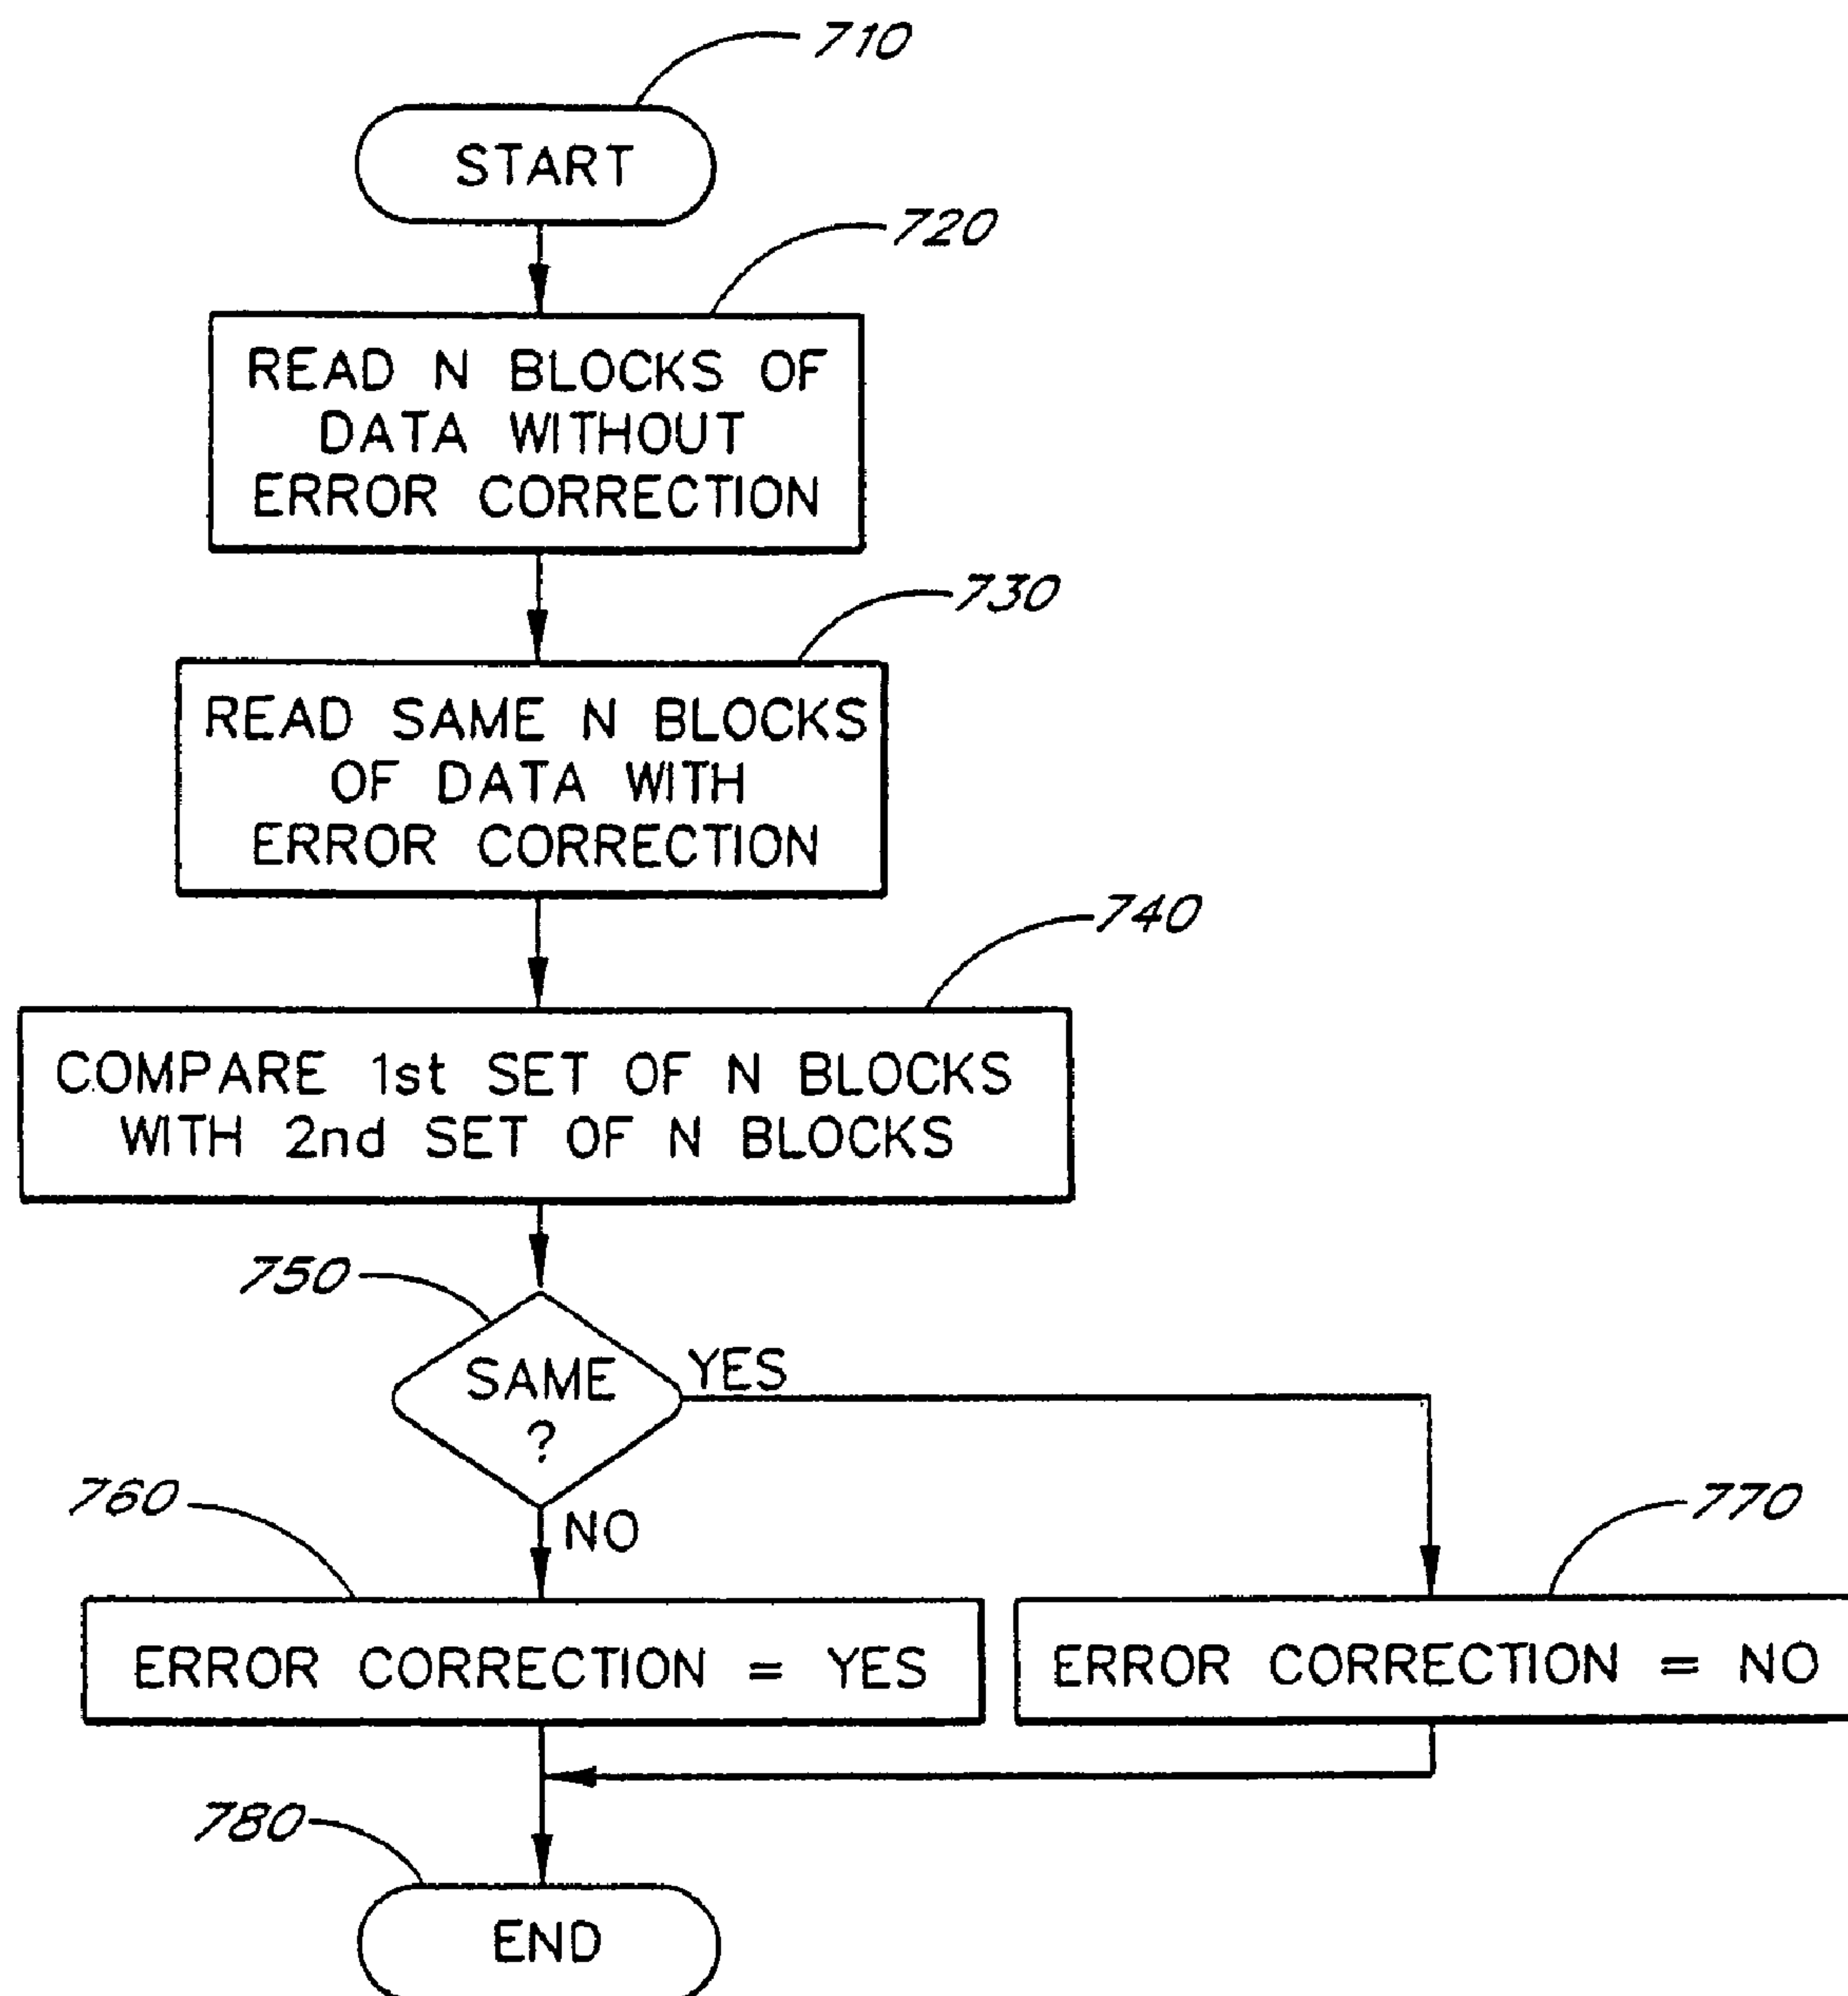 710
START
720
READ N BLOCKS OF
DATA WITHOUT
ERROR CORRECTION
730
READ SAME N BLOCKS
OF DATA WITH
ERROR CORRECTION
740
COMPARE 1st SET OF N BLOCKS
WITH 2nd SET OF N BLOCKS
750
SAME
?
YES
NO
760
ERROR CORRECTION = YES
770
ERROR CORRECTION = NO
780
END